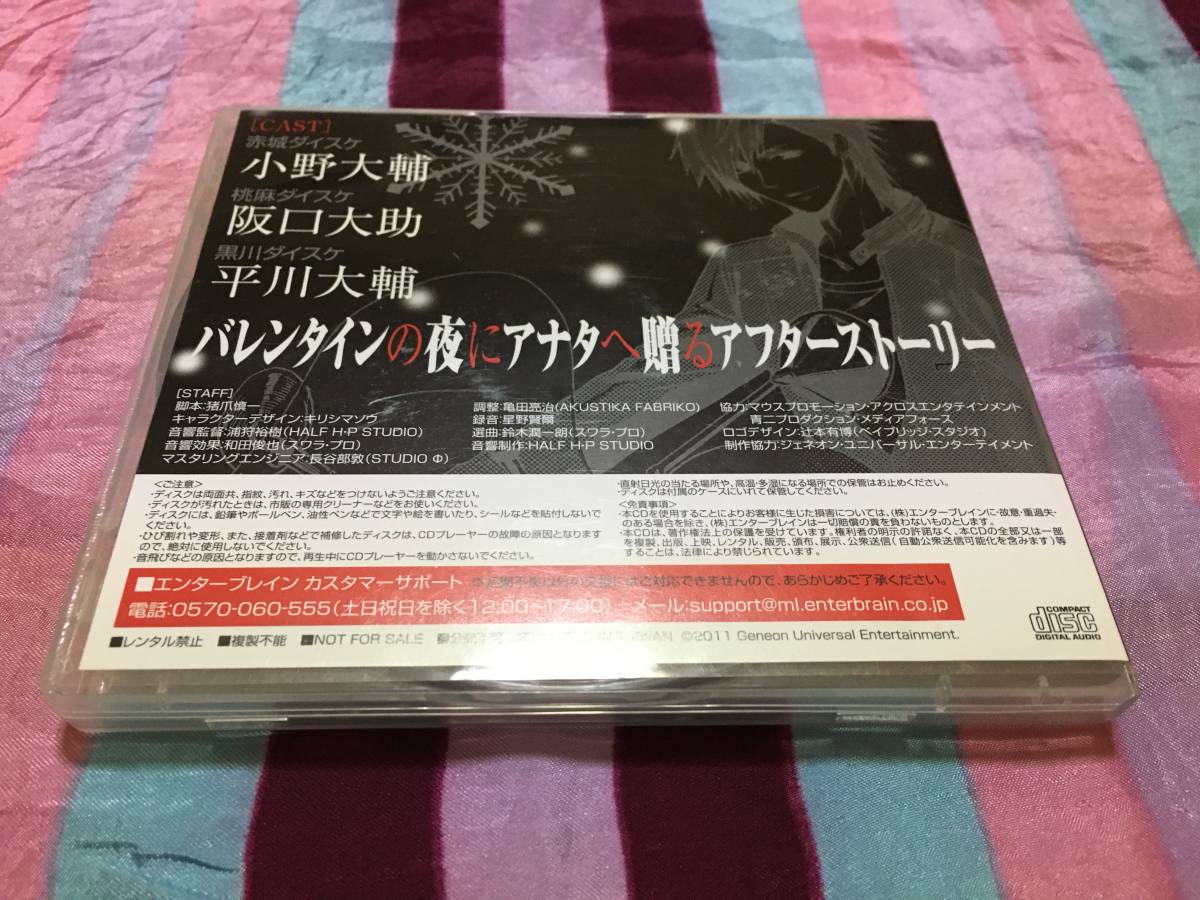 [CAST]
赤城ダイスケ
小野大輔
桃麻ダイスケ
阪口大助
黒川ダイスケ
平川大輔
バレンタインの夜にアナタへ贈るアフターストーリー
[STAFF]
脚本:猪爪慎一
キャラクターデザイン:キリシマソウ
音響監督:浦狩裕樹(HALF H・P STUDIO)
音響効果:和田俊也(スワラ・プロ)
マスタリングエンジニア:長谷部敦(STUDIO Φ)
調整:亀田亮治(AKUSTIKA FABRIKO)
録音:星野賢爾
選曲:鈴木潤一朗(スワラ・プロ)
音響制作:HALF H・P STUDIO
協力:マウスプロモーション・アクロスエンタテインメント
青二プロダクション・メディアフォース
ロゴデザイン:辻本有博(ベイブリッジ・スタジオ)
制作協力:ジェネオン・ユニバーサル・エンターテイメント
<ご注意>
・ディスクは両面共、指紋、汚れ、キズなどをつけないようご注意ください。
・ディスクが汚れたときは、市販の専用クリーナーなどをお使いください。
・ディスクには、鉛筆やボールペン、油性ペンなどで文字や絵を書いたり、シールなどを貼付しないで
ください。
・ひび割れや変形、また、接着剤などで補修したディスクは、CDプレーヤーの故障の原因となります
ので、絶対に使用しないでください。
・音飛びなどの原因となりますので、再生中にCDプレーヤーを動かさないでください。
・直射日光の当たる場所や、高温・多湿になる場所での保管はお止めください。
・ディスクは付属のケースにいれて保管してください。
<免責事項>
・本CDを使用することによりお客様に生じた損害については、(株)エンターブレインに・故意・重過失・
のある場合を除き、(株)エンターブレインは一切賠償の責を負わないものとします。
・本CDは、著作権法上の保護を受けています。権利者の明示の許諾なく、本CDの全部又は一部
を複製、出版、上映、レンタル、販売、頒布、展示、公衆送信(自動公衆送信可能化を含みます)等
することは、法律により禁じられています。
■エンターブレイン カスタマーサポート にはご対応できませんので、あらかじめご了承ください。
電話:0570-060-555(土日祝日を除く12:00~17:00) メール:support@ml.enterbrain.co.jp
■レンタル禁止 ■複製不能 ■NOT FOR SALE ©2011 Geneon Universal Entertainment.
COMPACT
disc
DIGITAL AUDIO